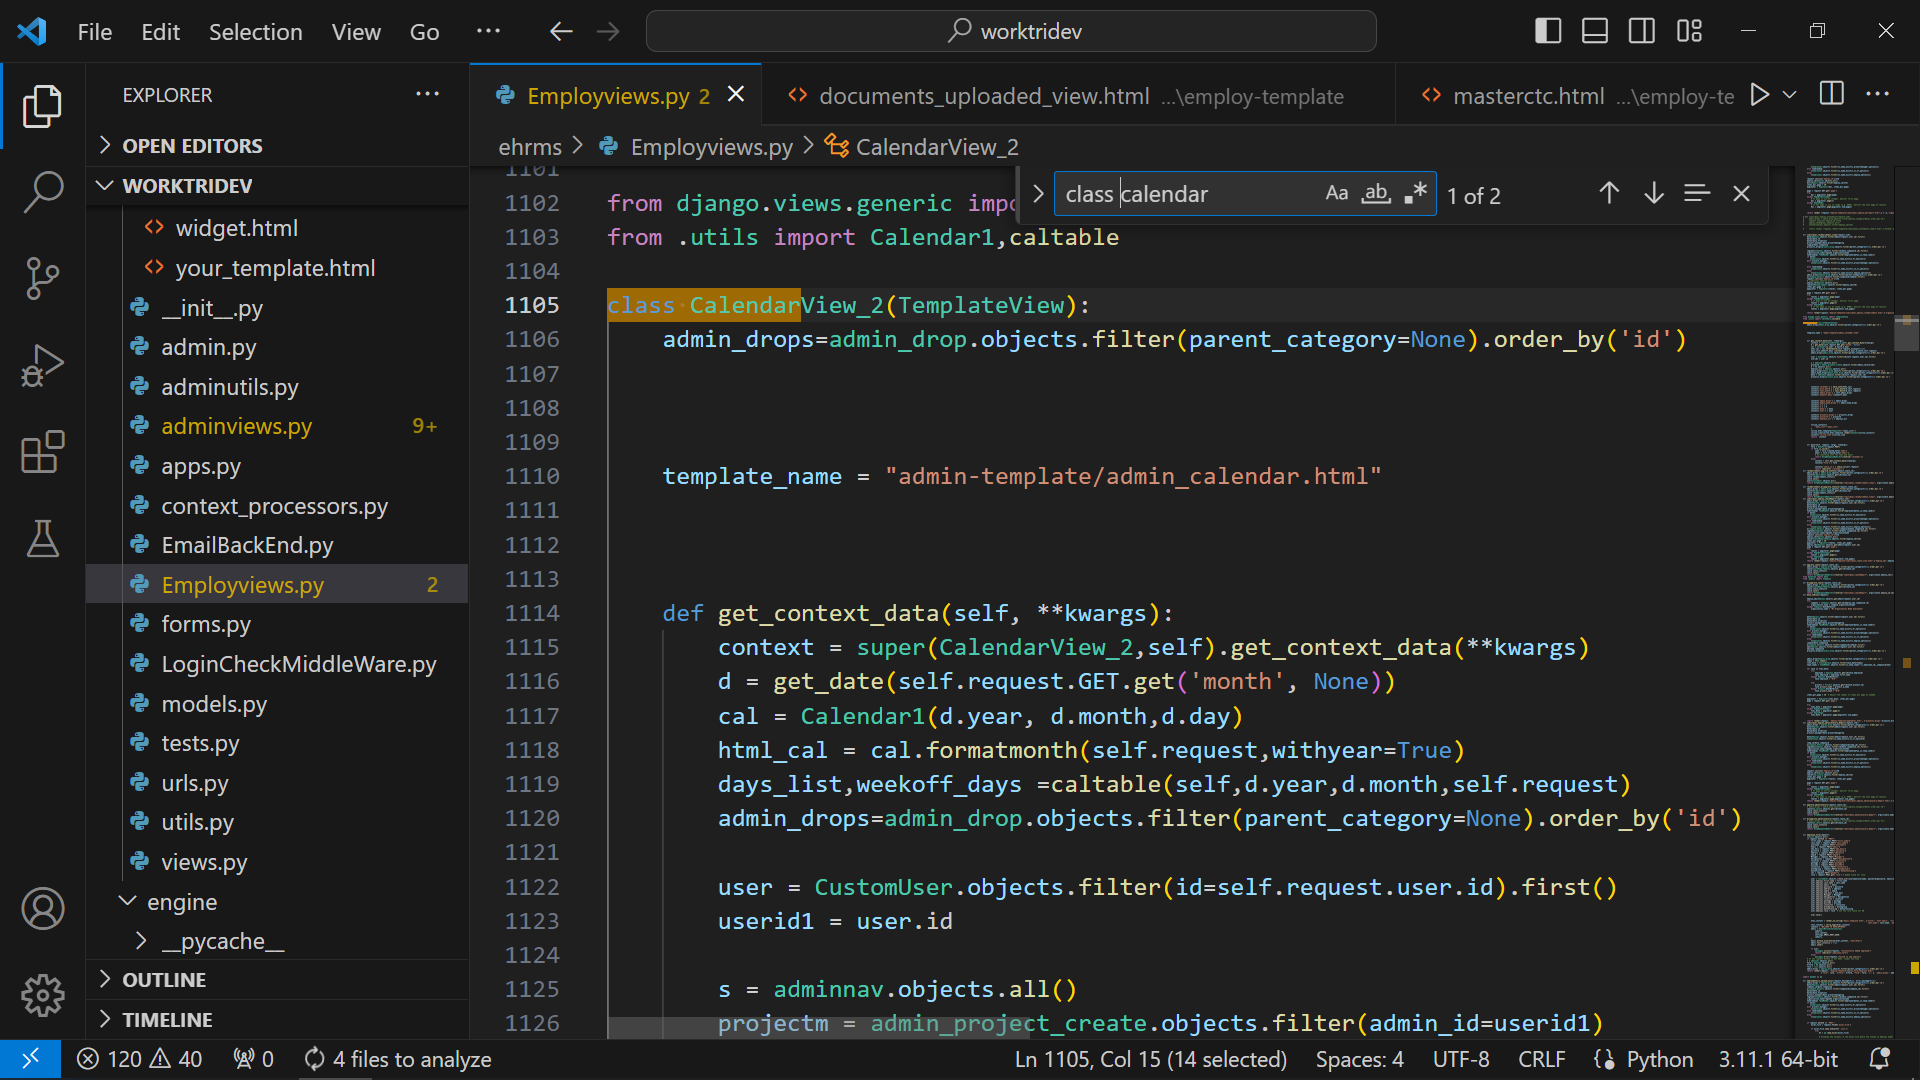 File Edit Selection View Go ··· worktridev
EXPLORER ···
OPEN EDITORS
WORKTRIDEV
widget.html
your_template.html
__init__.py
admin.py
adminutils.py
adminviews.py 9+
apps.py
context_processors.py
EmailBackEnd.py
Employviews.py 2
forms.py
LoginCheckMiddleWare.py
models.py
tests.py
urls.py
utils.py
views.py
engine
__pycache__
OUTLINE
TIMELINE
Employviews.py 2 documents_uploaded_view.html ...\employ-template masterctc.html ...\employ-te
ehrms > Employviews.py > CalendarView_2
class calendar Aa ab .* 1 of 2
1101
1102 from django.views.generic impo
1103 from .utils import Calendar1,caltable
1104
1105 class CalendarView_2(TemplateView):
1106 admin_drops=admin_drop.objects.filter(parent_category=None).order_by('id')
1107
1108
1109
1110 template_name = "admin-template/admin_calendar.html"
1111
1112
1113
1114 def get_context_data(self, **kwargs):
1115 context = super(CalendarView_2,self).get_context_data(**kwargs)
1116 d = get_date(self.request.GET.get('month', None))
1117 cal = Calendar1(d.year, d.month,d.day)
1118 html_cal = cal.formatmonth(self.request,withyear=True)
1119 days_list,weekoff_days =caltable(self,d.year,d.month,self.request)
1120 admin_drops=admin_drop.objects.filter(parent_category=None).order_by('id')
1121
1122 user = CustomUser.objects.filter(id=self.request.user.id).first()
1123 userid1 = user.id
1124
1125 s = adminnav.objects.all()
1126 projectm = admin_project_create.objects.filter(admin_id=userid1)
120 40 0 4 files to analyze Ln 1105, Col 15 (14 selected) Spaces: 4 UTF-8 CRLF Python 3.11.1 64-bit